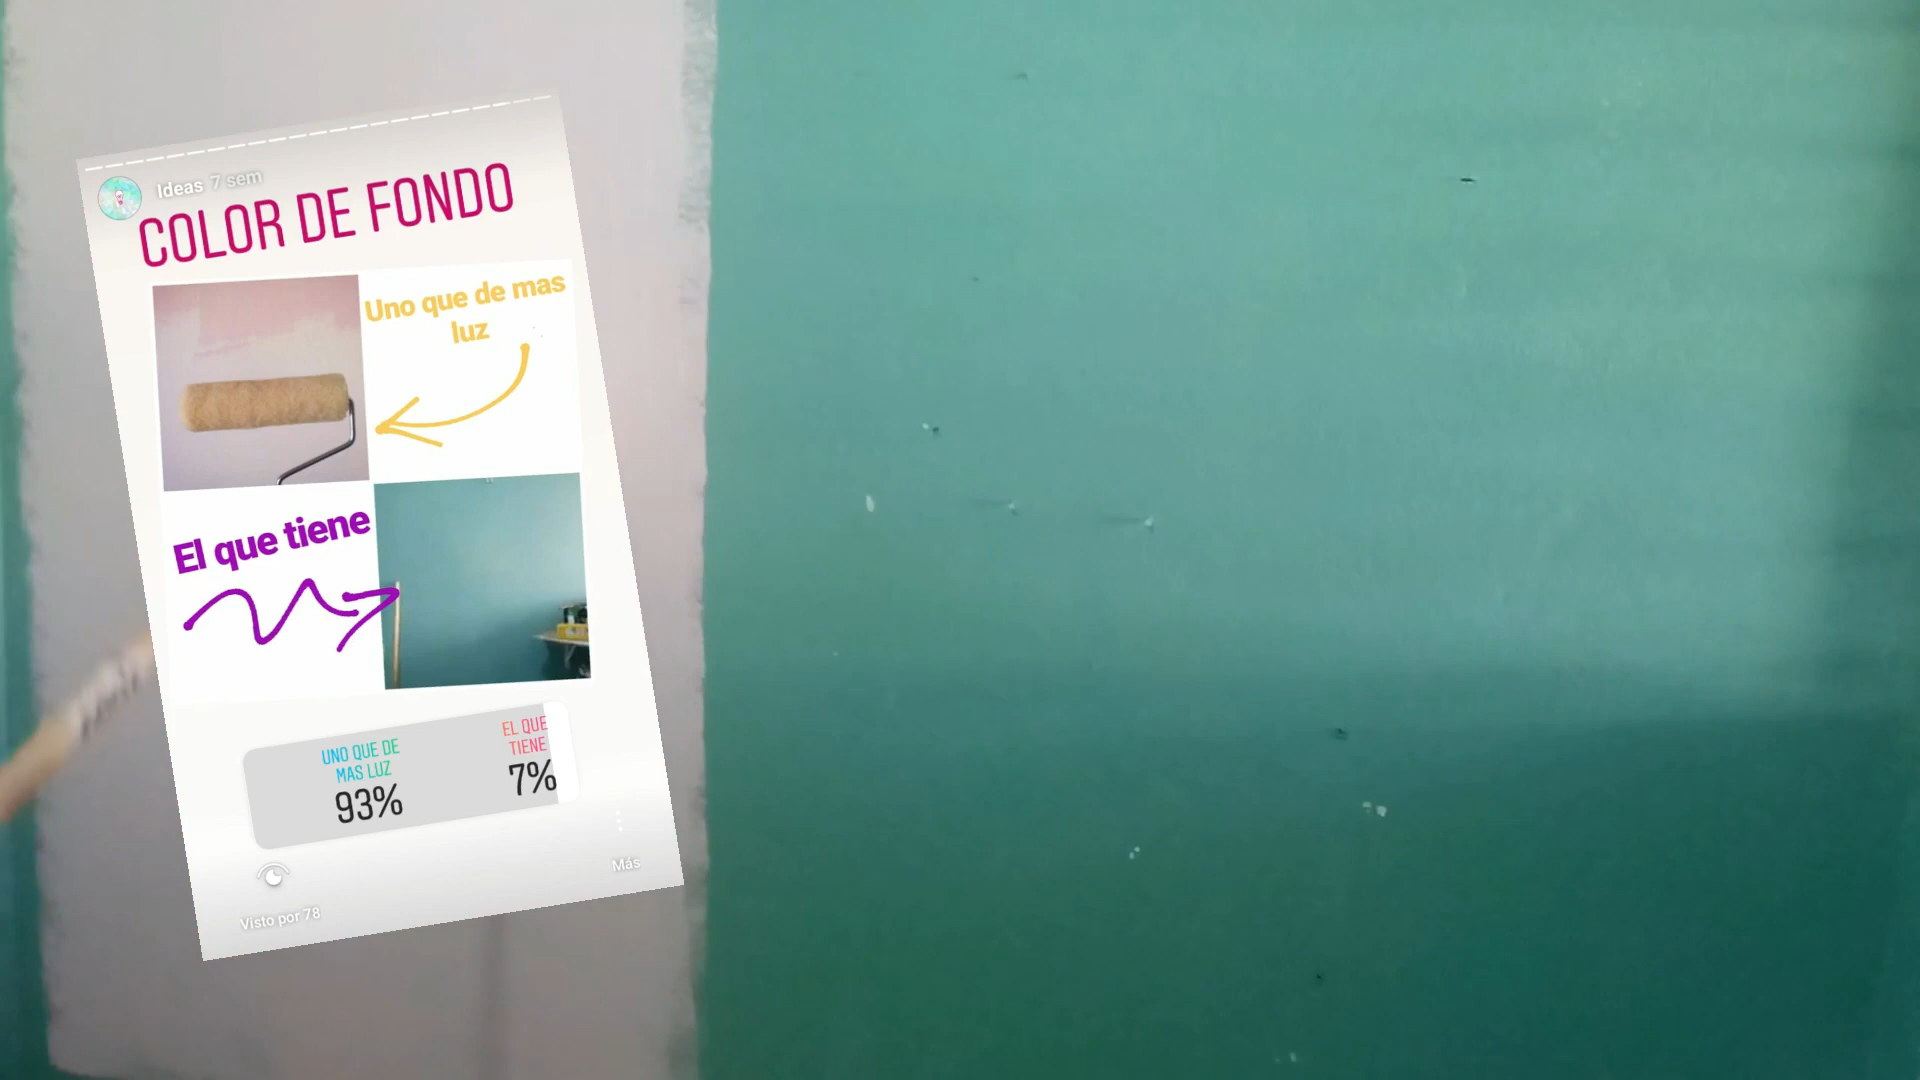 Ideas 7 sem
COLOR DE FONDO
Uno que de mas
luz
El que tiene
UNO QUE DE
MAS LUZ
93%
EL QUE
TIENE
7%
Visto por 78
Más